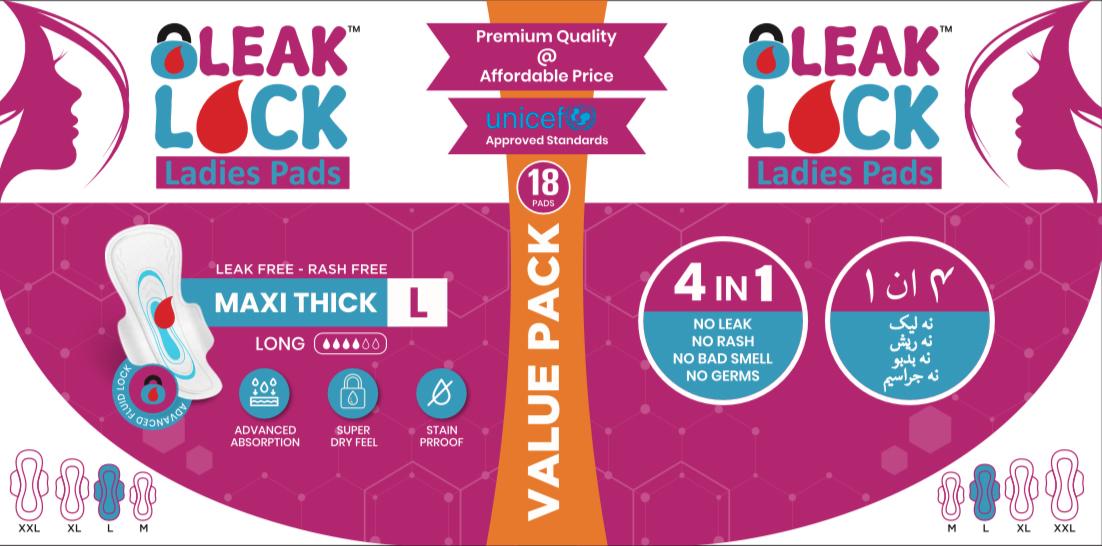 LEAK™
LOCK
Ladies Pads
Premium Quality
@
Affordable Price
unicef
Approved Standards
18
PADS
VALUE PACK
LEAK™
LOCK
Ladies Pads
LEAK FREE - RASH FREE
MAXI THICK L
LONG
ADVANCED FLUID LOCK
ADVANCED
ABSORPTION
SUPER
DRY FEEL
STAIN
PRROOF
4 IN 1
NO LEAK
NO RASH
NO BAD SMELL
NO GERMS
۴ ان ۱
نہ لیک
نہ ریش
نہ بدبو
نہ جراسیم
XXL XL L M
M L XL XXL